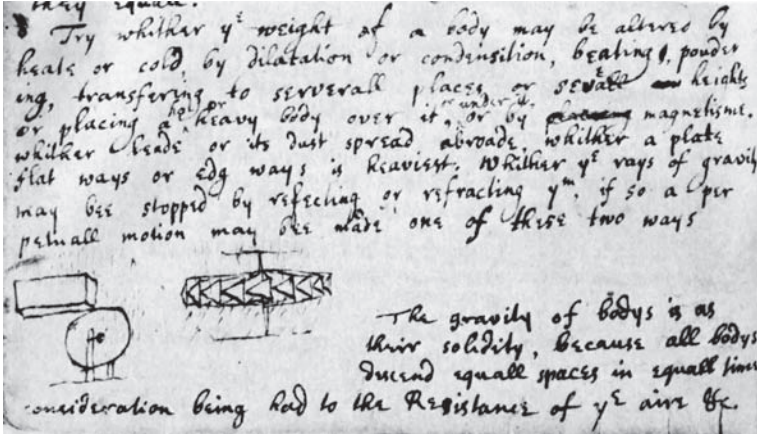 they equall.
Try whither yᵉ weight of a body may be altered by
heate or cold by dilatation or condensition, beating, pouder
ing, transfering to serverall places or severall heights
or placing a hot or heavy body over it, or under it, or by magnetisme.
whither leade or its dust spread abroade, whither a plate
flat ways or edg ways is heaviest. Whither yᵉ rays of gravity
may bee stopped by reflecting or refracting yᵐ, if so a per
petuall motion may bee made one of these two ways
The gravity of bodys is as
their solidity, because all bodys
descend equall spaces in equall times
consideration being had to the Resistance of yᵉ aire &c.